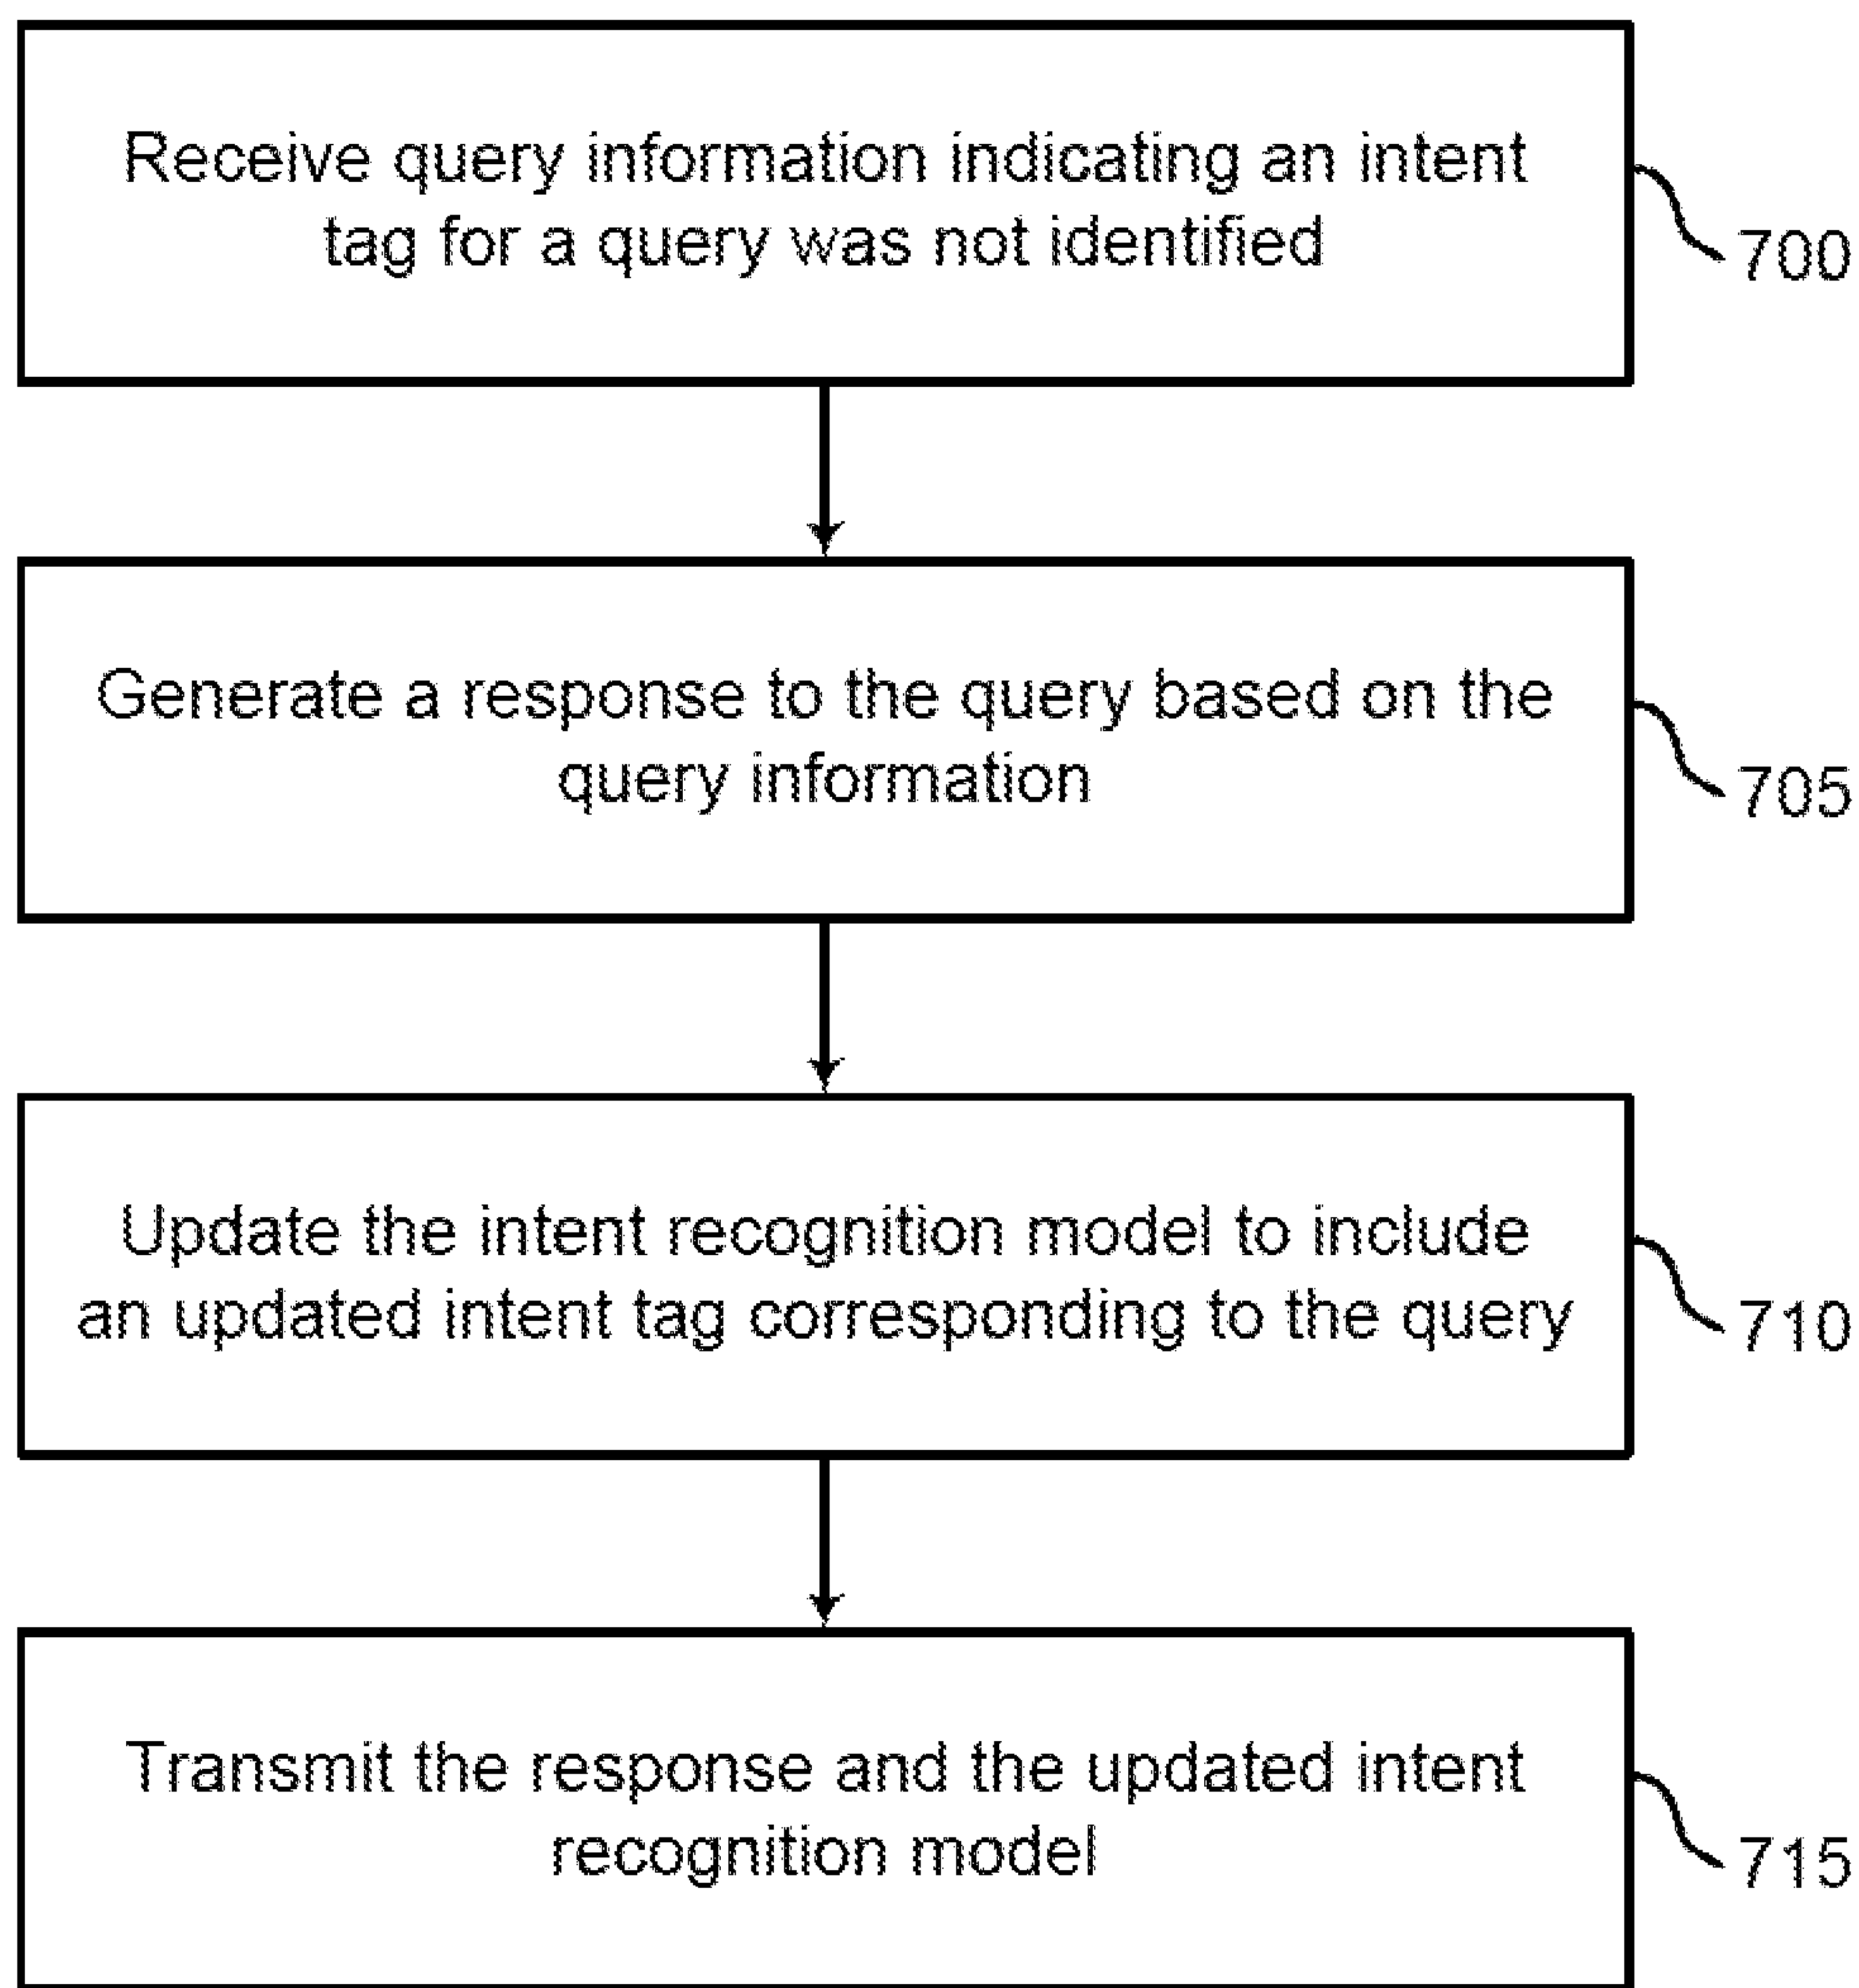 Receive query information indicating an intent
tag for a query was not identified
700
Generate a response to the query based on the
query information
705
Update the intent recognition model to include
an updated intent tag corresponding to the query
710
Transmit the response and the updated intent
recognition model
715